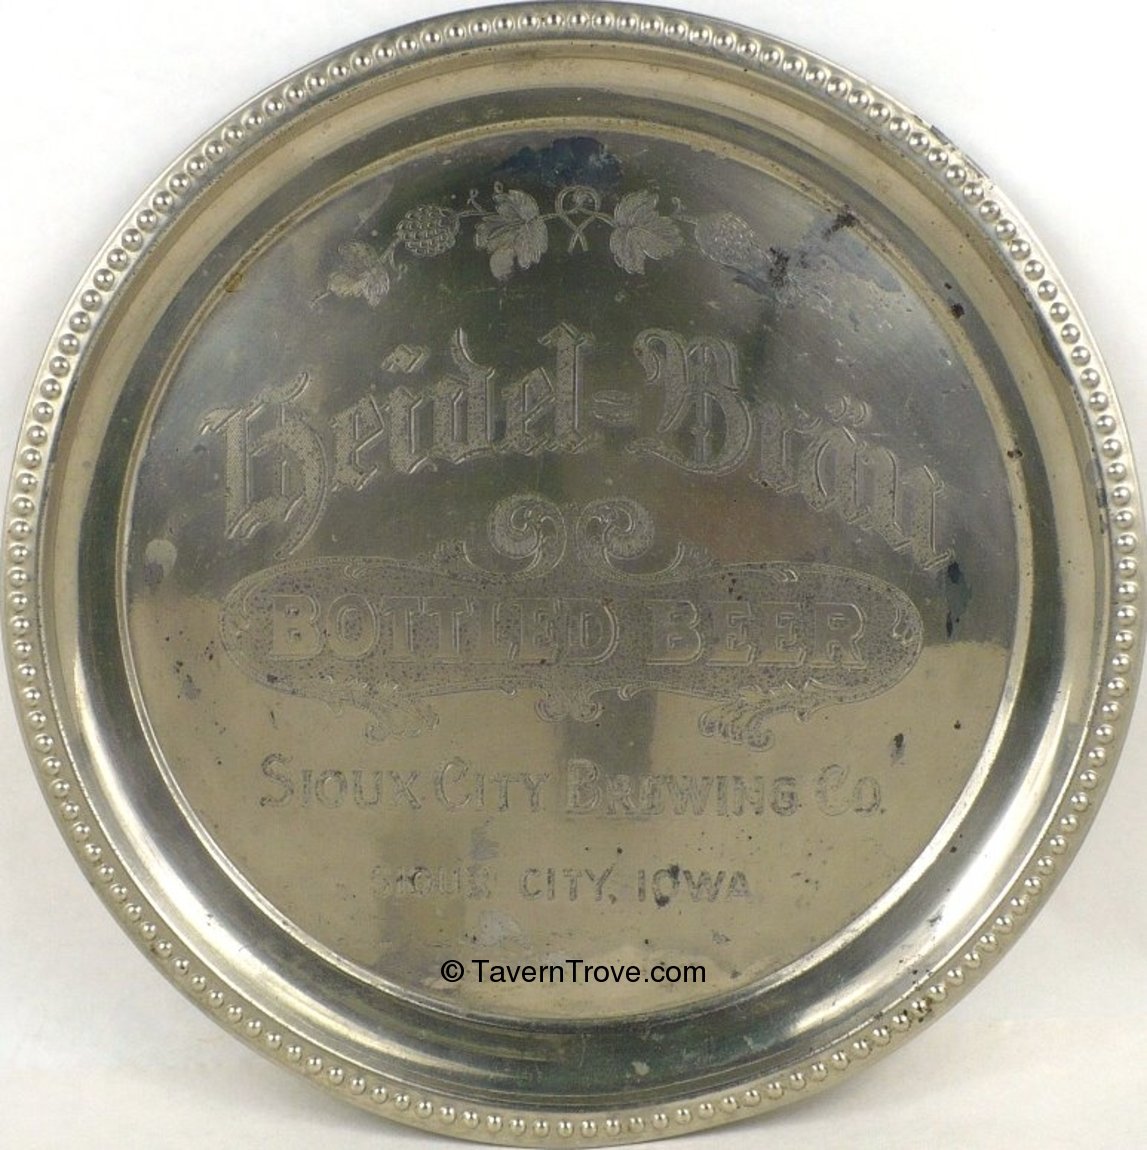 Heidel-Bräu
BOTTLED BEER
SIOUX CITY BREWING CO.
SIOUX CITY, IOWA
© TavernTrove.com